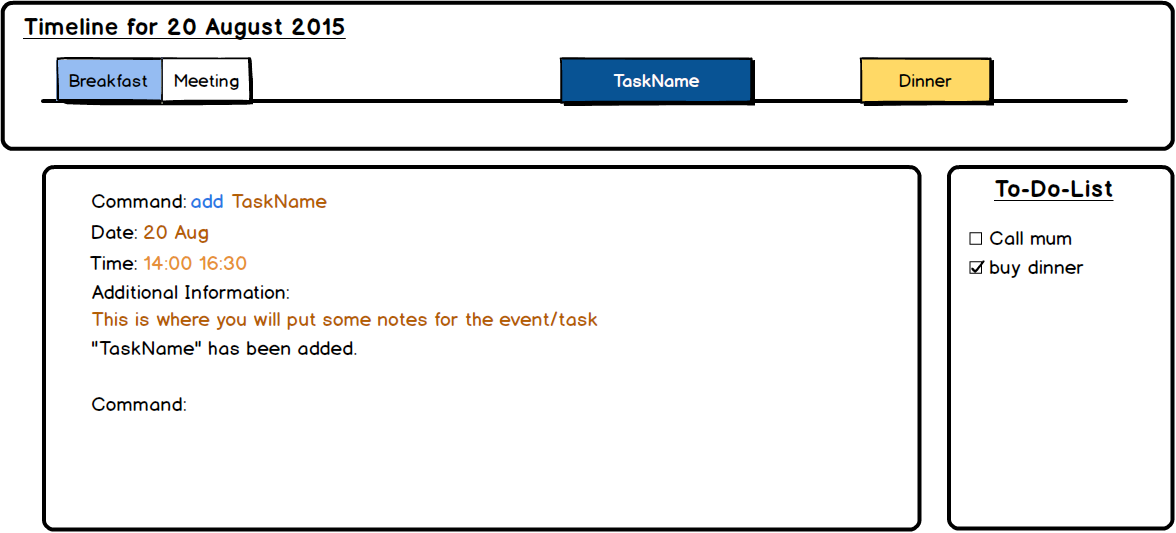 Timeline for 20 August 2015
Breakfast Meeting TaskName Dinner
Command: add TaskName
Date: 20 Aug
Time: 14:00 16:30
Additional Information:
This is where you will put some notes for the event/task
"TaskName" has been added.
Command:
To-Do-List
Call mum
buy dinner